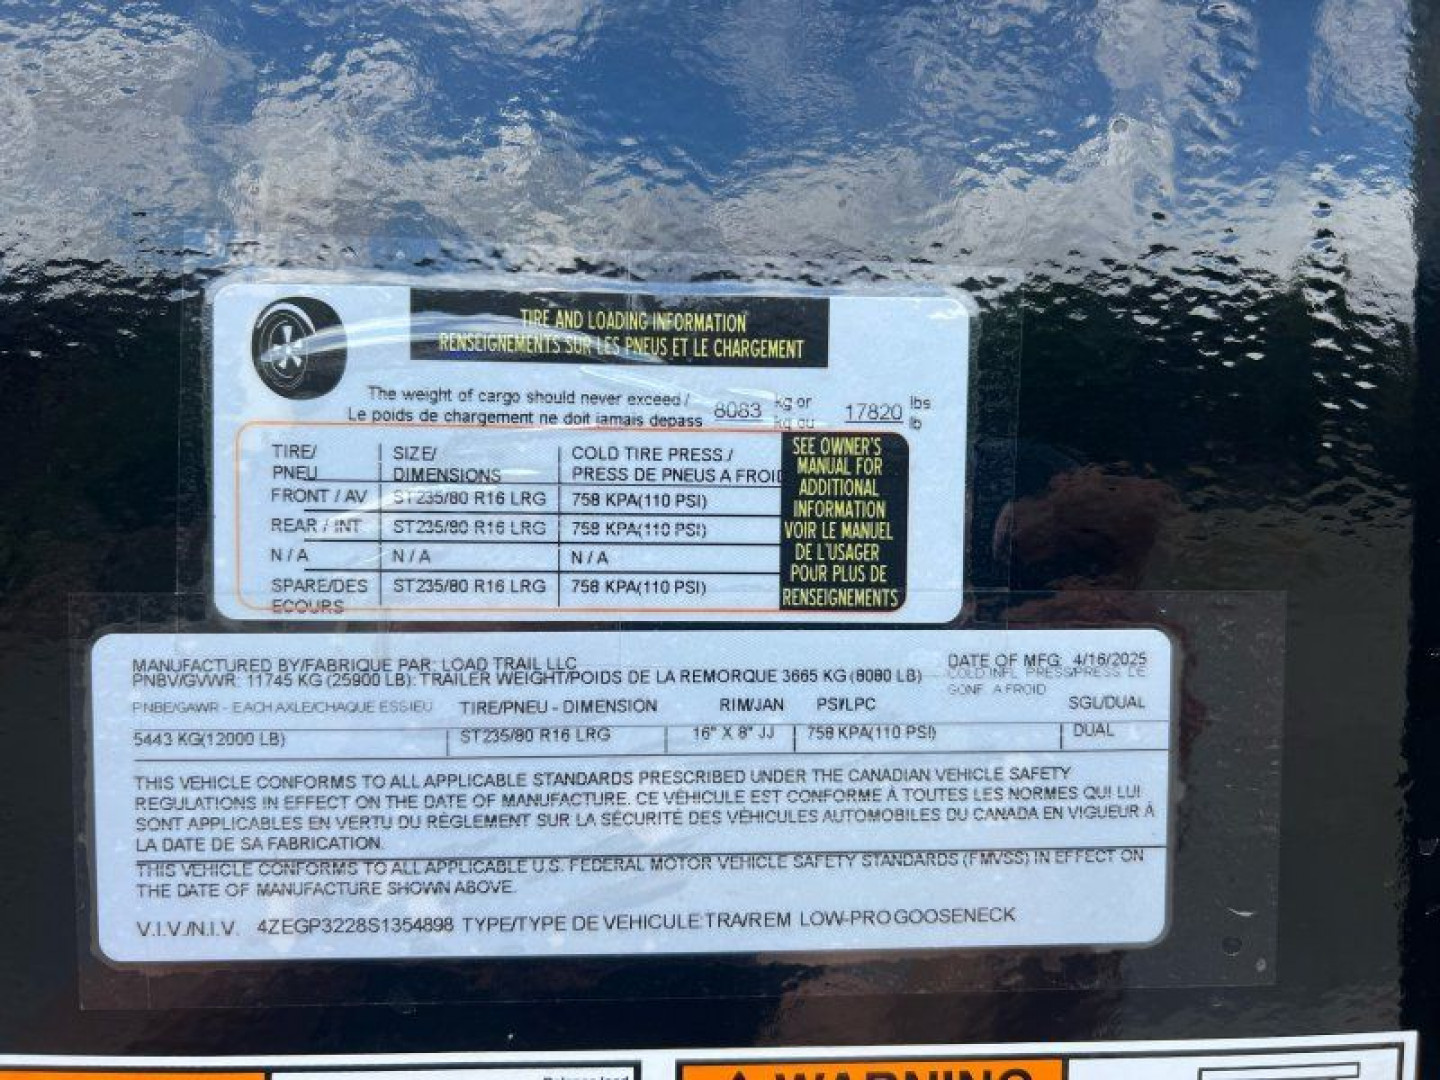 TIRE AND LOADING INFORMATION
RENSEIGNEMENTS SUR LES PNEUS ET LE CHARGEMENT
The weight of cargo should never exceed / 8083 kg or 17820 lbs
Le poids de chargement ne doit jamais depass kg ou lb
TIRE/ SIZE/ COLD TIRE PRESS /
PNEU DIMENSIONS PRESS DE PNEUS A FROID
FRONT / AV ST235/80 R16 LRG 758 KPA(110 PSI)
REAR / INT ST235/80 R16 LRG 758 KPA(110 PSI)
N / A N / A N / A
SPARE/DES ST235/80 R16 LRG 758 KPA(110 PSI)
ECOURS
SEE OWNER'S
MANUAL FOR
ADDITIONAL
INFORMATION
VOIR LE MANUEL
DE L'USAGER
POUR PLUS DE
RENSEIGNEMENTS
MANUFACTURED BY/FABRIQUE PAR: LOAD TRAIL LLC DATE OF MFG: 4/16/2025
PNBV/GVWR: 11745 KG (25900 LB): TRAILER WEIGHT/POIDS DE LA REMORQUE 3665 KG (8080 LB) COLD INFL PRESS/PRESS. LE
GONF. A FROID
PNBE/GAWR - EACH AXLE/CHAQUE ESSIEU TIRE/PNEU - DIMENSION RIM/JAN PSI/LPC SGL/DUAL
5443 KG(12000 LB) ST235/80 R16 LRG 16" X 8" JJ 758 KPA(110 PSI) DUAL
THIS VEHICLE CONFORMS TO ALL APPLICABLE STANDARDS PRESCRIBED UNDER THE CANADIAN VEHICLE SAFETY
REGULATIONS IN EFFECT ON THE DATE OF MANUFACTURE. CE VÉHICULE EST CONFORME À TOUTES LES NORMES QUI LUI
SONT APPLICABLES EN VERTU DU RÈGLEMENT SUR LA SÉCURITÉ DES VÉHICULES AUTOMOBILES DU CANADA EN VIGUEUR À
LA DATE DE SA FABRICATION.
THIS VEHICLE CONFORMS TO ALL APPLICABLE U.S. FEDERAL MOTOR VEHICLE SAFETY STANDARDS (FMVSS) IN EFFECT ON
THE DATE OF MANUFACTURE SHOWN ABOVE.
V.I.V./N.I.V. 4ZEGP3228S1354898 TYPE/TYPE DE VEHICULE:TRA/REM LOW-PRO GOOSENECK
WARNING